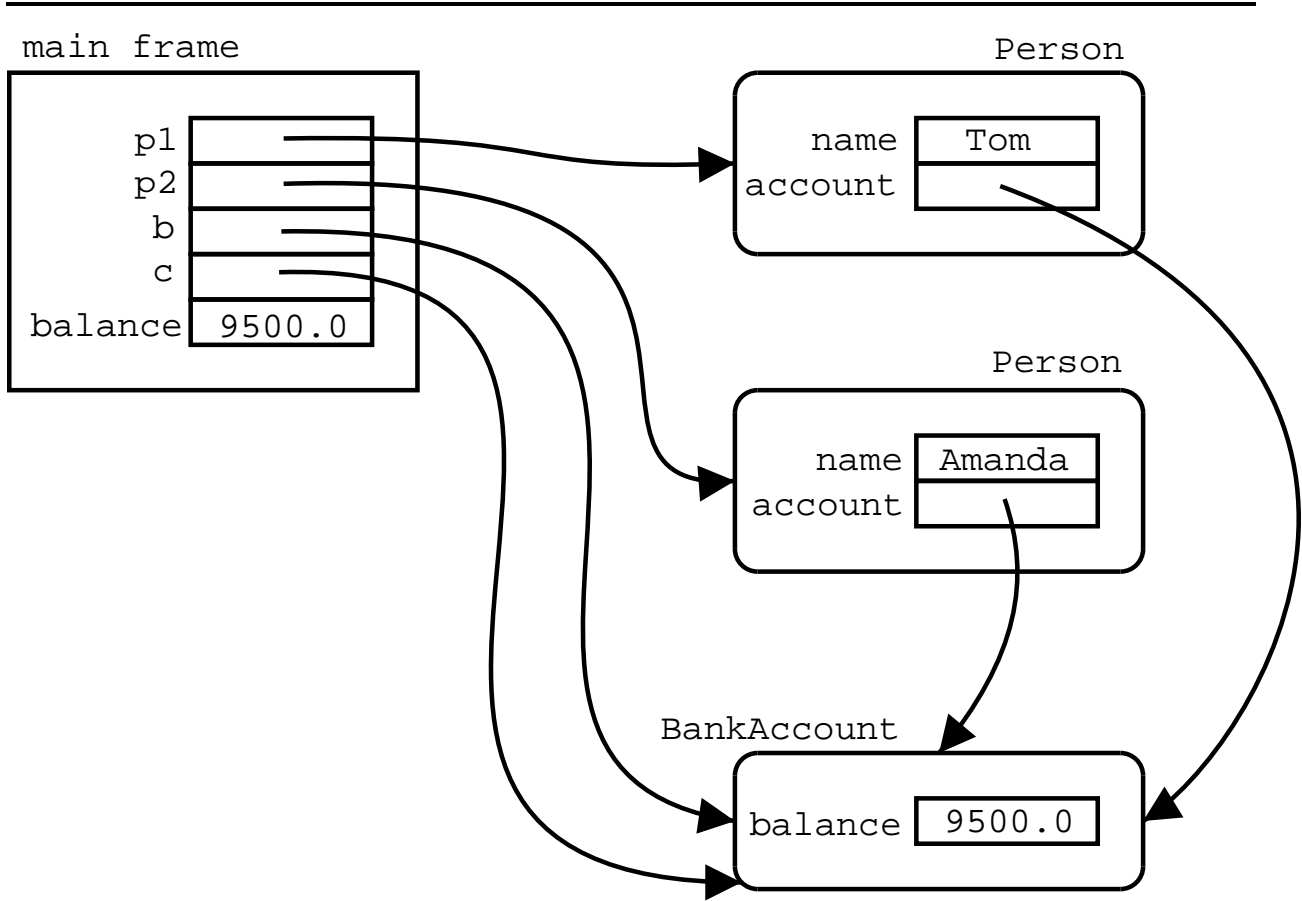 main frame
p1
p2
b
c
balance 9500.0
Person
name Tom
account
Person
name Amanda
account
BankAccount
balance 9500.0